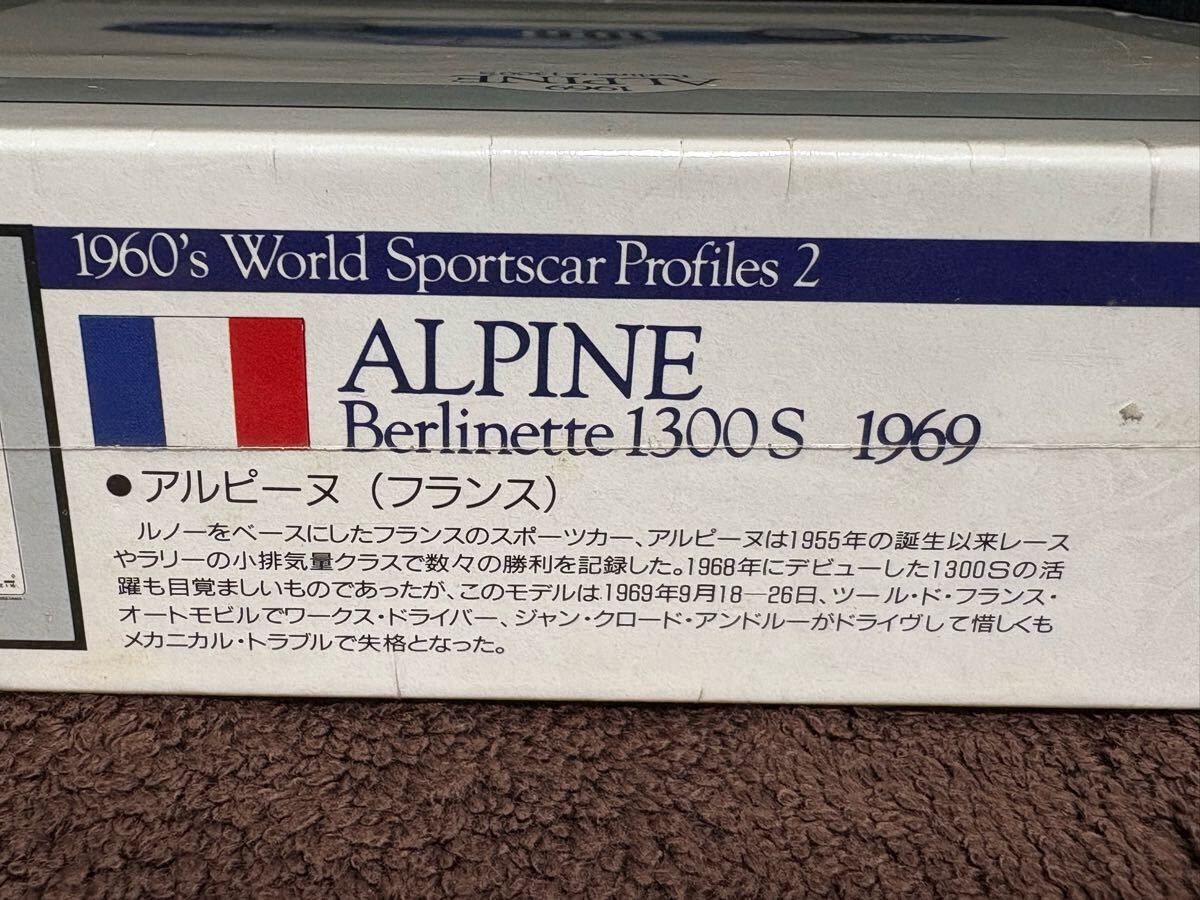 1969
ALPINE
1960's World Sportscar Profiles 2
ALPINE
Berlinette 1300S 1969
●アルピーヌ（フランス）
ルノーをベースにしたフランスのスポーツカー、アルピーヌは1955年の誕生以来レース
やラリーの小排気量クラスで数々の勝利を記録した。1968年にデビューした1300Sの活
躍も目覚ましいものであったが、このモデルは1969年9月18—26日、ツール・ド・フランス・
オートモビルでワークス・ドライバー、ジャン・クロード・アンドルーがドライヴして惜しくも
メカニカル・トラブルで失格となった。